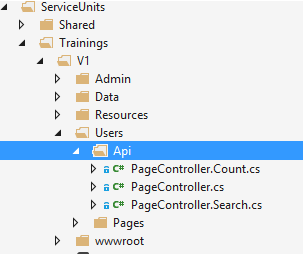 ServiceUnits
Shared
Trainings
V1
Admin
Data
Resources
Users
Api
C# PageController.Count.cs
C# PageController.cs
C# PageController.Search.cs
Pages
wwwroot